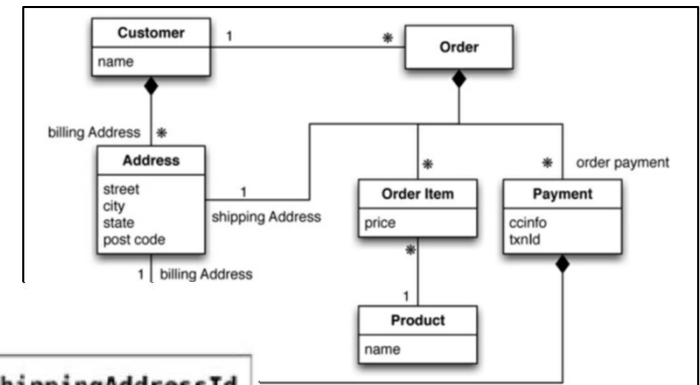 Customer
name
1
*
Order
billing Address *
Address
street
city
state
post code
1
shipping Address
1 billing Address
*
Order Item
price
*
1
Product
name
* order payment
Payment
ccinfo
txnId